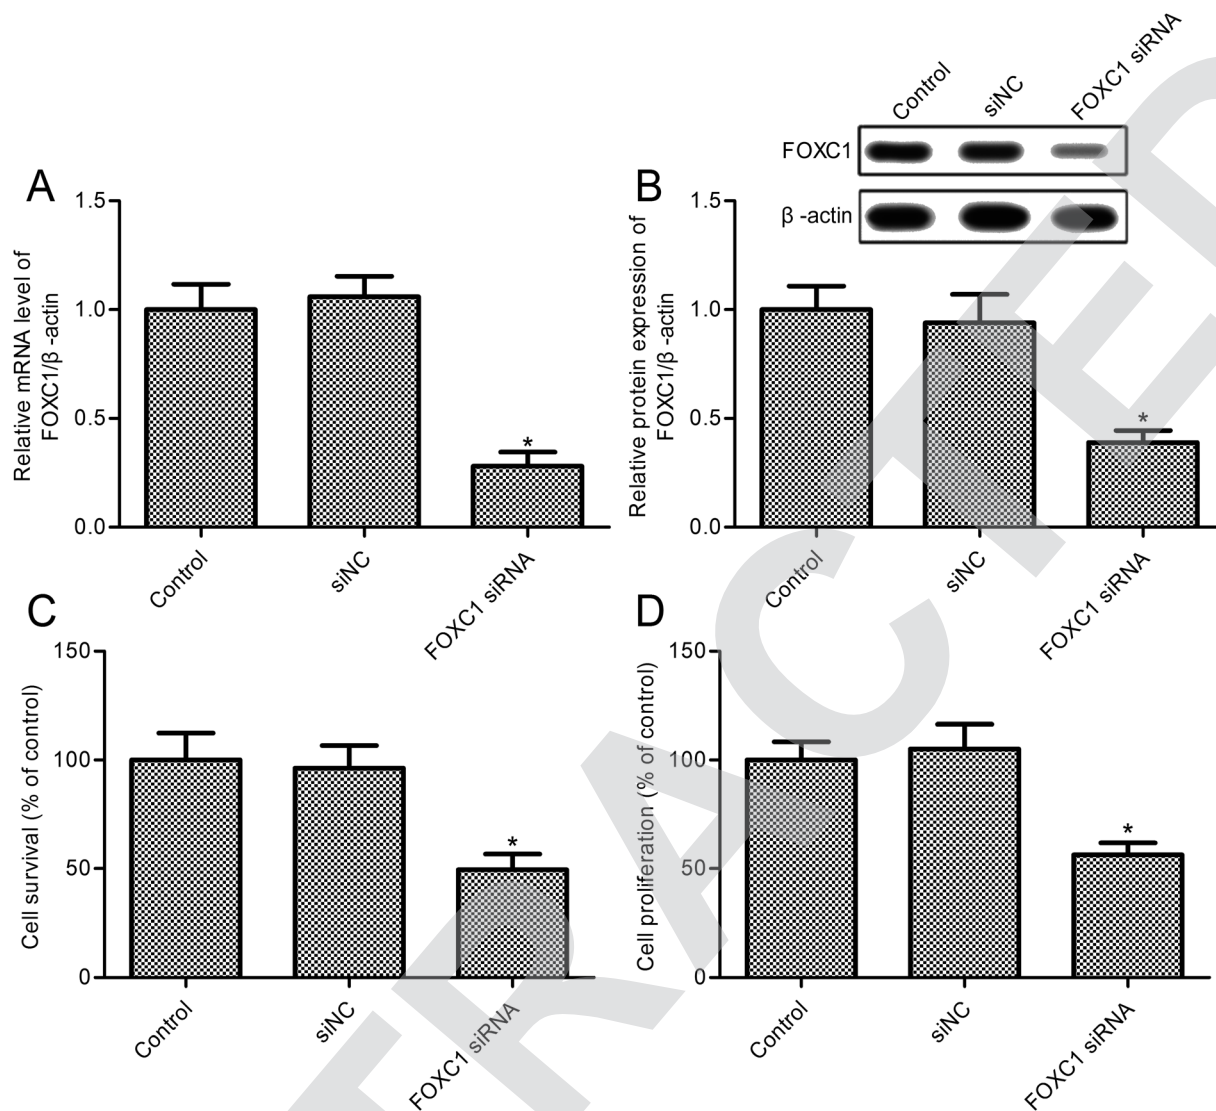 Control
siNC
FOXC1 siRNA
FOXC1
β -actin
A
1.5
1.0
0.5
0.0
Relative mRNA level of
FOXC1/β -actin
*
Control
siNC
FOXC1 siRNA
B
1.5
1.0
0.5
0.0
Relative protein expression of
FOXC1/β -actin
*
Control
siNC
FOXC1 siRNA
C
150
100
50
0
Cell survival (% of control)
*
Control
siNC
FOXC1 siRNA
D
150
100
50
0
Cell proliferation (% of control)
*
Control
siNC
FOXC1 siRNA
TRACTED